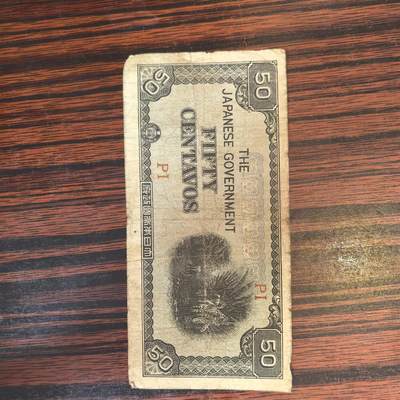 50
50
THE
JAPANESE GOVERNMENT
FIFTY
CENTAVOS
PI
PI
50
50